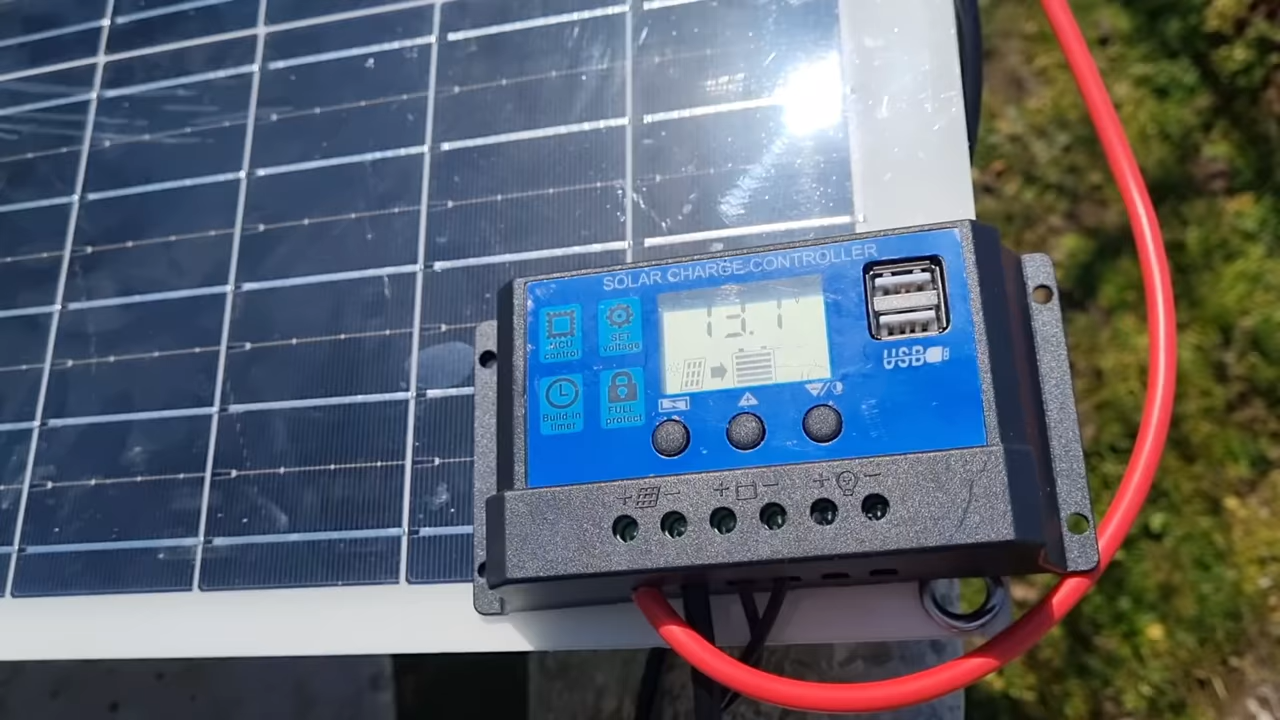 SOLAR CHARGE CONTROLLER
MCU
control
SET
voltage
13.1 V
Build-in
timer
FULL
protect
USB
+ -
+ -
+ -